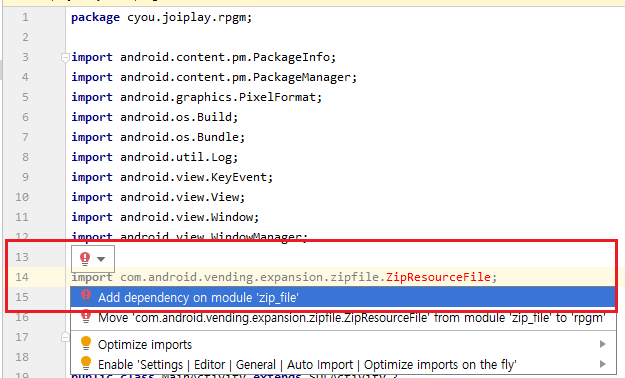 1 package cyou.joiplay.rpgm;
2
3 import android.content.pm.PackageInfo;
4 import android.content.pm.PackageManager;
5 import android.graphics.PixelFormat;
6 import android.os.Build;
7 import android.os.Bundle;
8 import android.util.Log;
9 import android.view.KeyEvent;
10 import android.view.View;
11 import android.view.Window;
12 import android.view.WindowManager;
13
14 import com.android.vending.expansion.zipfile.ZipResourceFile;
15 Add dependency on module 'zip_file'
16 Move 'com.android.vending.expansion.zipfile.ZipResourceFile' from module 'zip_file' to 'rpgm'
17 Optimize imports
18 Enable 'Settings | Editor | General | Auto Import | Optimize imports on the fly'
19